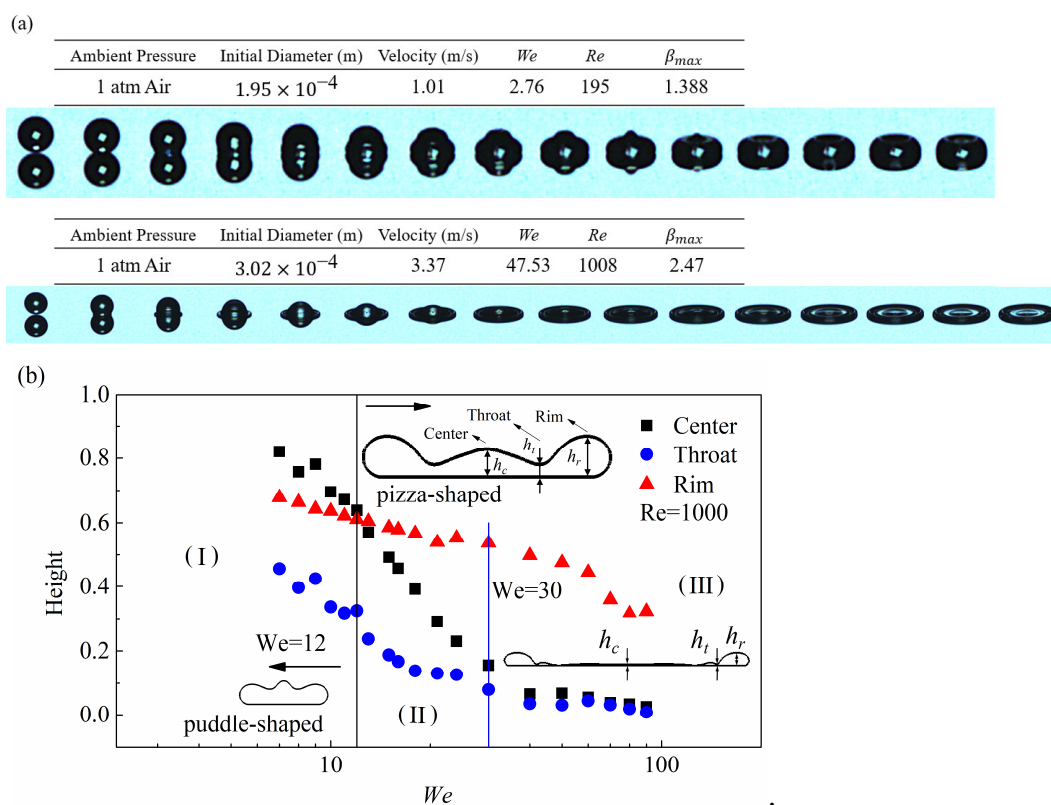 (a)
Ambient Pressure Initial Diameter (m) Velocity (m/s) We Re β_max
1 atm Air 1.95 × 10⁻⁴ 1.01 2.76 195 1.388
Ambient Pressure Initial Diameter (m) Velocity (m/s) We Re β_max
1 atm Air 3.02 × 10⁻⁴ 3.37 47.53 1008 2.47
(b)
1.0
0.8
0.6
0.4
0.2
0.0
Height
Center
Throat
Rim
h_t
h_c
h_r
pizza-shaped
Center
Throat
Rim
Re=1000
(I)
(III)
We=30
We=12
h_c h_t h_r
puddle-shaped
(II)
10 100
We
.